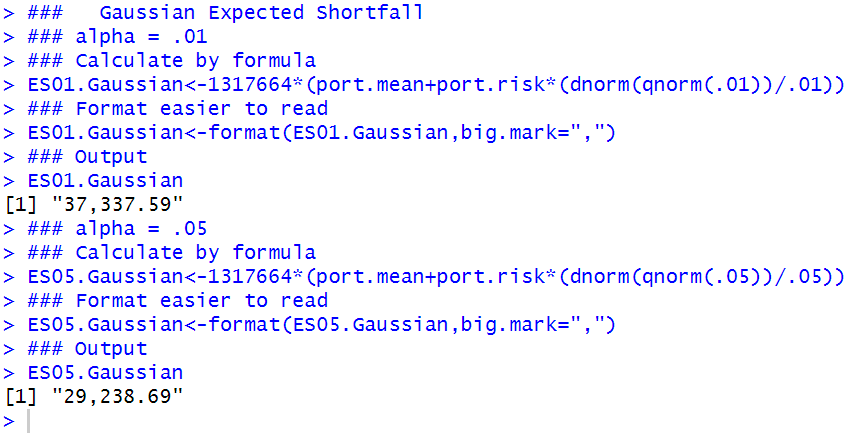 > ###   Gaussian Expected Shortfall
> ### alpha = .01
> ### Calculate by formula
> ES01.Gaussian<-1317664*(port.mean+port.risk*(dnorm(qnorm(.01))/.01))
> ### Format easier to read
> ES01.Gaussian<-format(ES01.Gaussian,big.mark=",")
> ### Output
> ES01.Gaussian
[1] "37,337.59"
> ### alpha = .05
> ### Calculate by formula
> ES05.Gaussian<-1317664*(port.mean+port.risk*(dnorm(qnorm(.05))/.05))
> ### Format easier to read
> ES05.Gaussian<-format(ES05.Gaussian,big.mark=",")
> ### Output
> ES05.Gaussian
[1] "29,238.69"
>